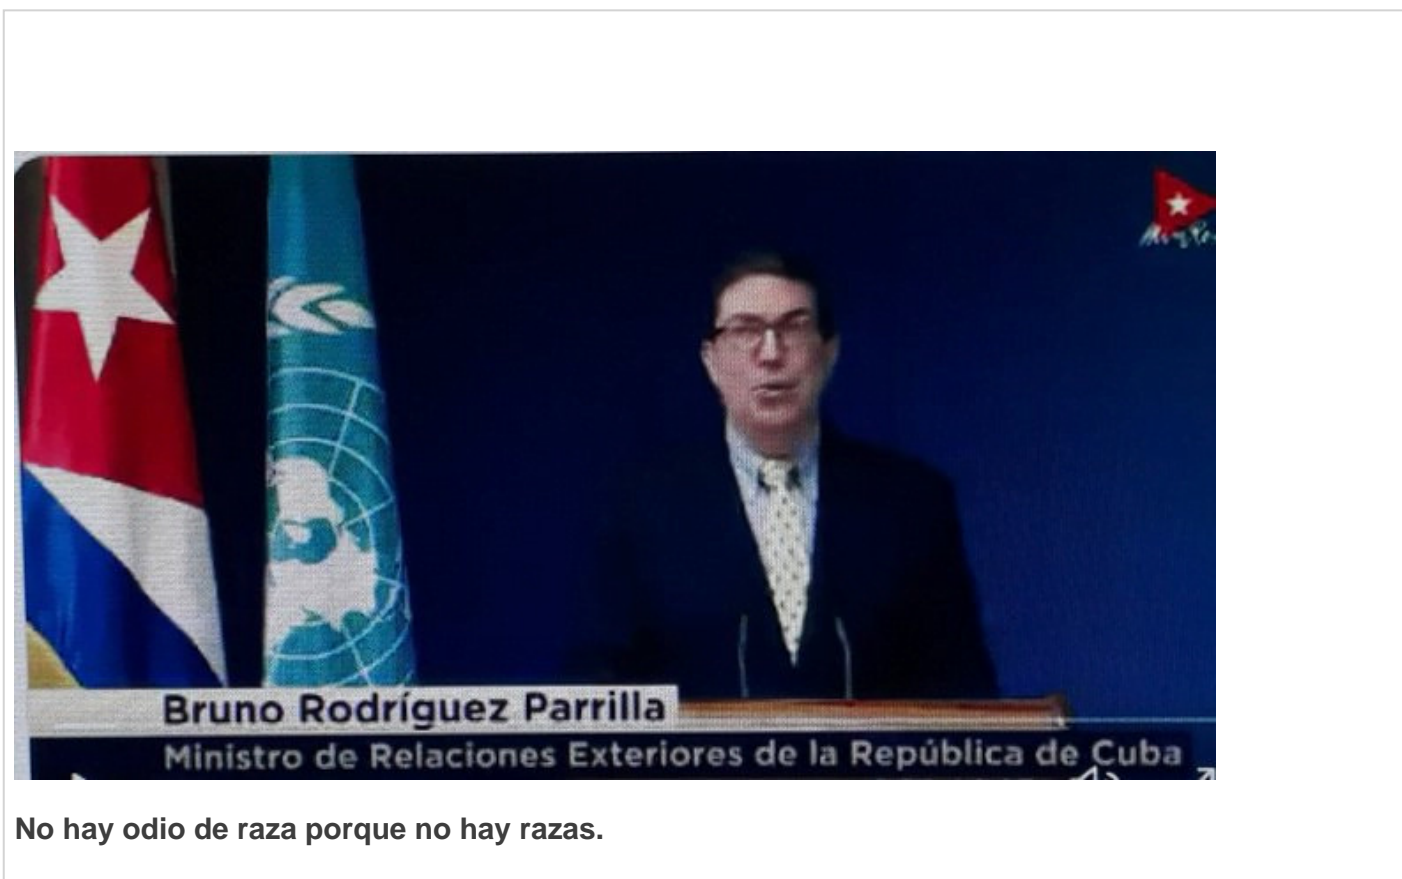 Bruno Rodríguez Parrilla
Ministro de Relaciones Exteriores de la República de Cuba
No hay odio de raza porque no hay razas.